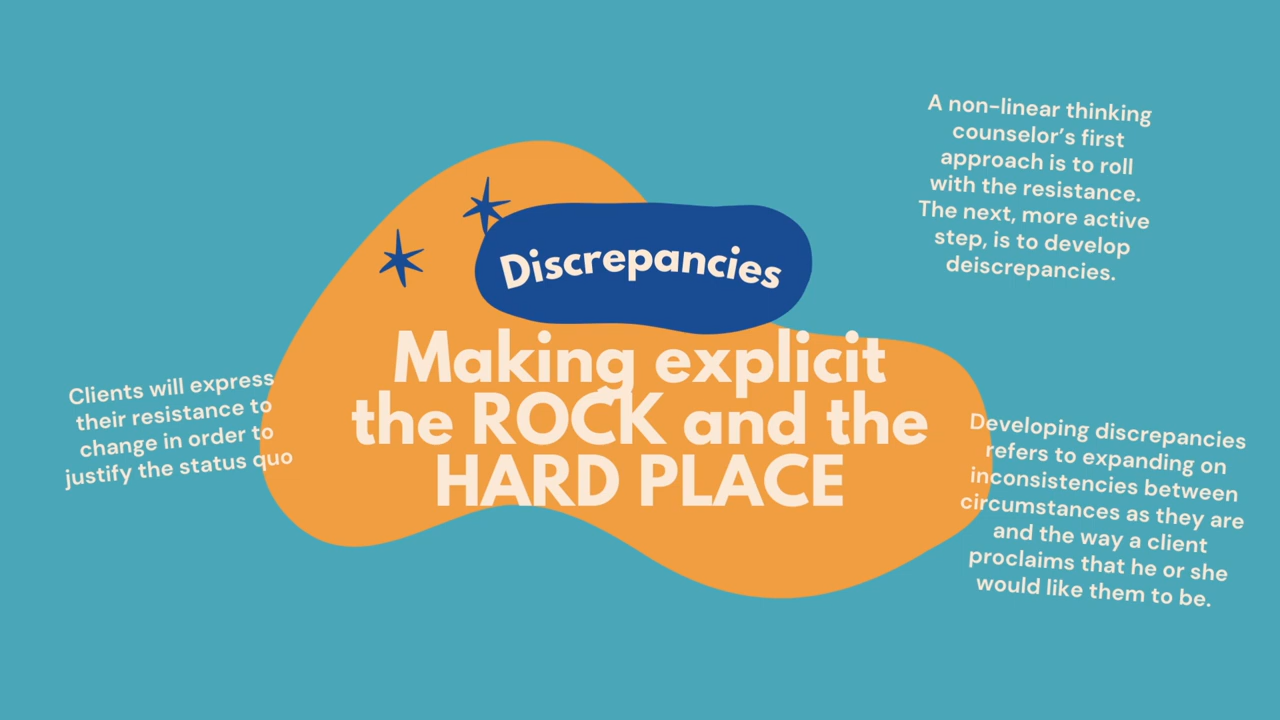 Discrepancies
Making explicit
the ROCK and the
HARD PLACE
Clients will express
their resistance to
change in order to
justify the status quo
A non-linear thinking
counselor's first
approach is to roll
with the resistance.
The next, more active
step, is to develop
deiscrepancies.
Developing discrepancies
refers to expanding on
inconsistencies between
circumstances as they are
and the way a client
proclaims that he or she
would like them to be.